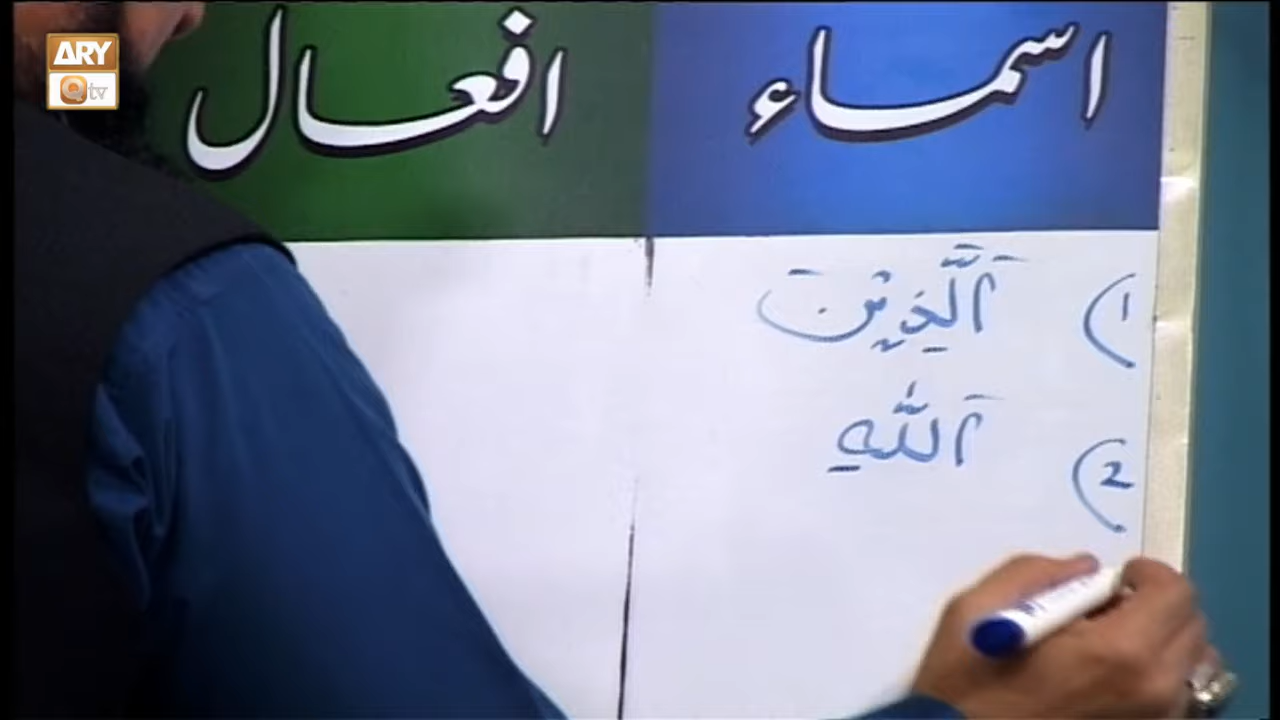 ARY
Qtv
اسماء افعال
1) اَلَّذِیْنَ
2) اَللّٰهِ